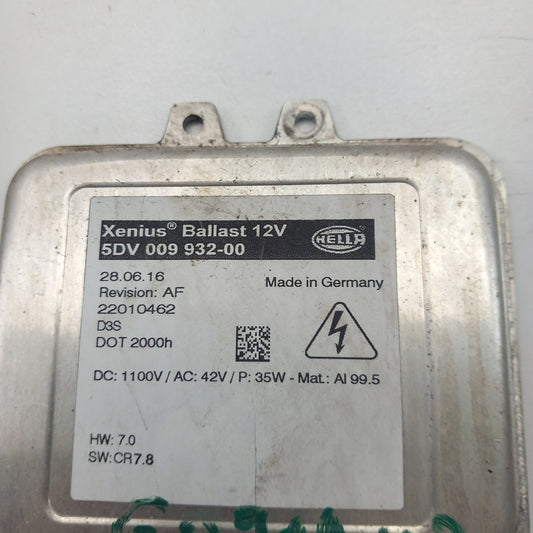 Xenius® Ballast 12V
5DV 009 932-00
HELLA
28.06.16
Made in Germany
Revision: AF
22010462
D3S
DOT 2000h
DC: 1100V / AC: 42V / P: 35W - Mat.: Al 99.5
HW: 7.0
SW: CR7.8